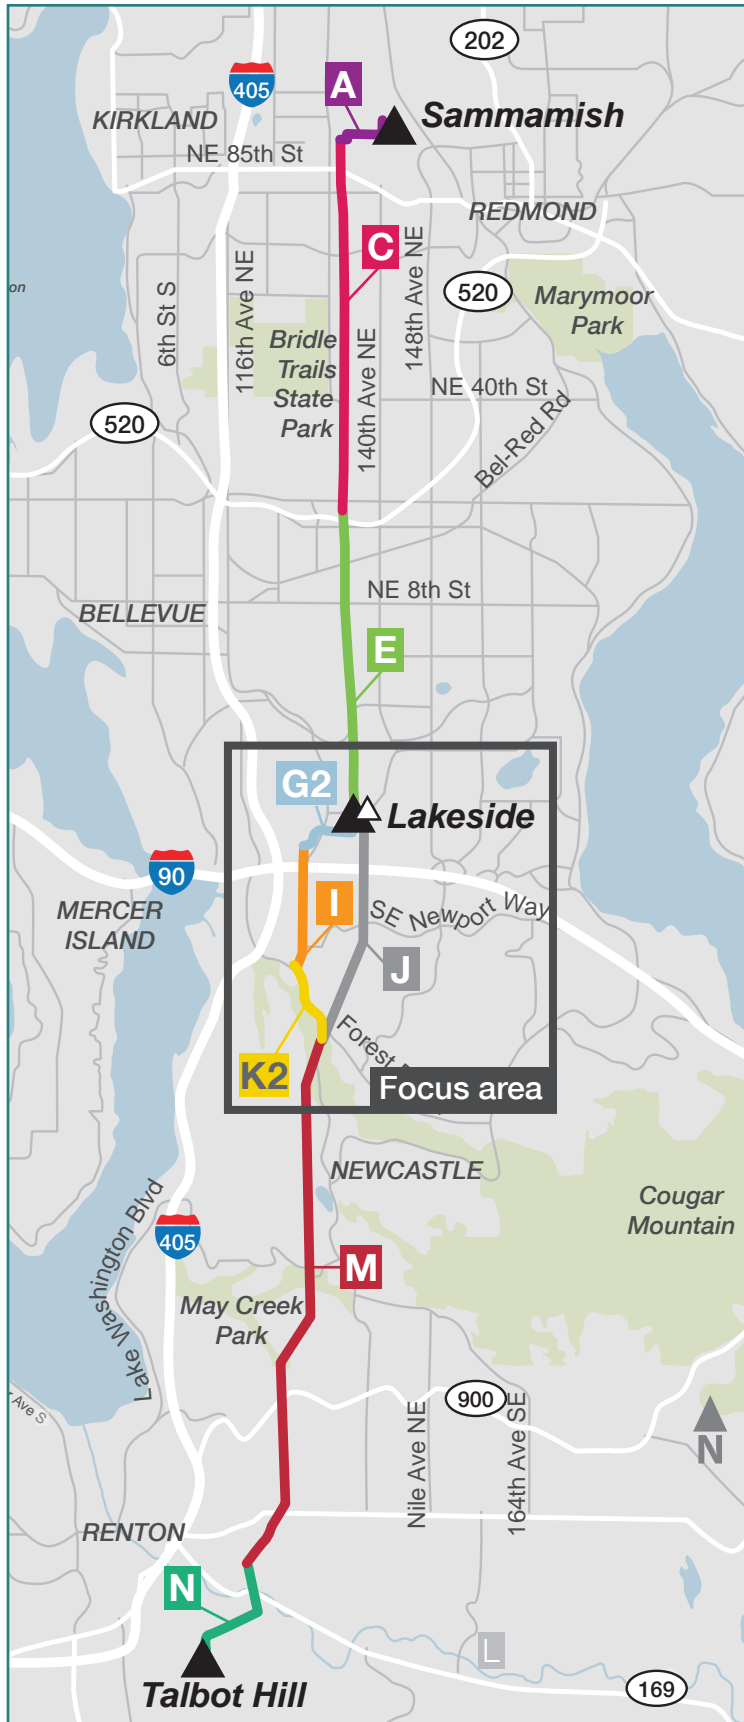 202
405
A
Sammamish
KIRKLAND
NE 85th St
REDMOND
C
on
520
Marymoor
Park
6th St S
116th Ave NE
148th Ave NE
Bridle
Trails
State
Park
140th Ave NE
NE 40th St
Bel-Red Rd
520
NE 8th St
BELLEVUE
E
G2
Lakeside
90
I
SE Newport Way
MERCER
ISLAND
J
Forest
K2
Focus area
NEWCASTLE
Cougar
Mountain
Lake Washington Blvd
405
M
May Creek
Park
Ave S
900
Nile Ave NE
164th Ave SE
N
RENTON
N
L
Talbot Hill
169